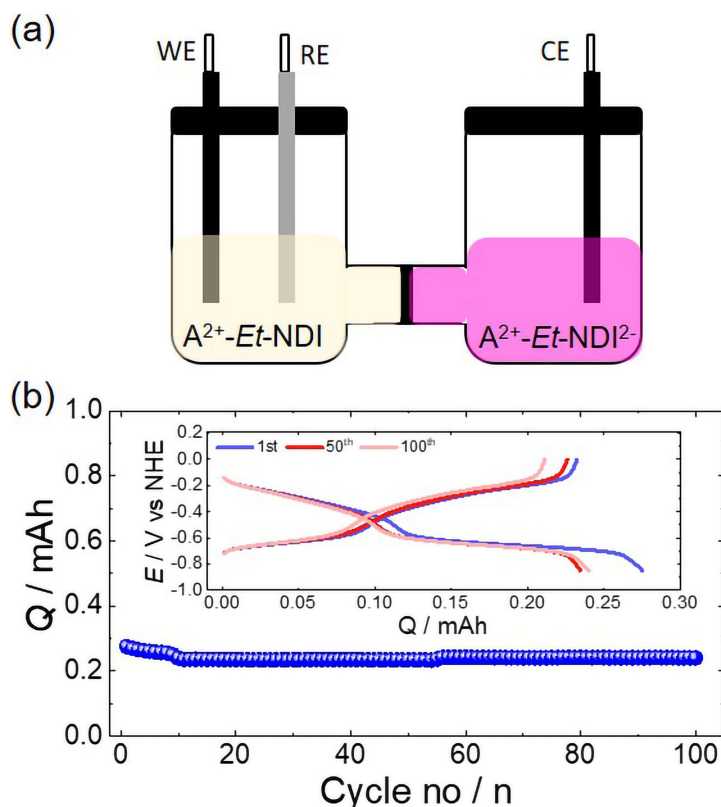 (a)
WE RE CE
A²⁺-Et-NDI A²⁺-Et-NDI²⁻
(b)
1.0
0.8
0.6
0.4
0.2
0.0
Q / mAh
0 20 40 60 80 100
Cycle no / n
1st 50ᵗʰ 100ᵗʰ
0.2
0.0
-0.2
-0.4
-0.6
-0.8
-1.0
E / V vs NHE
0.00 0.05 0.10 0.15 0.20 0.25 0.30
Q / mAh